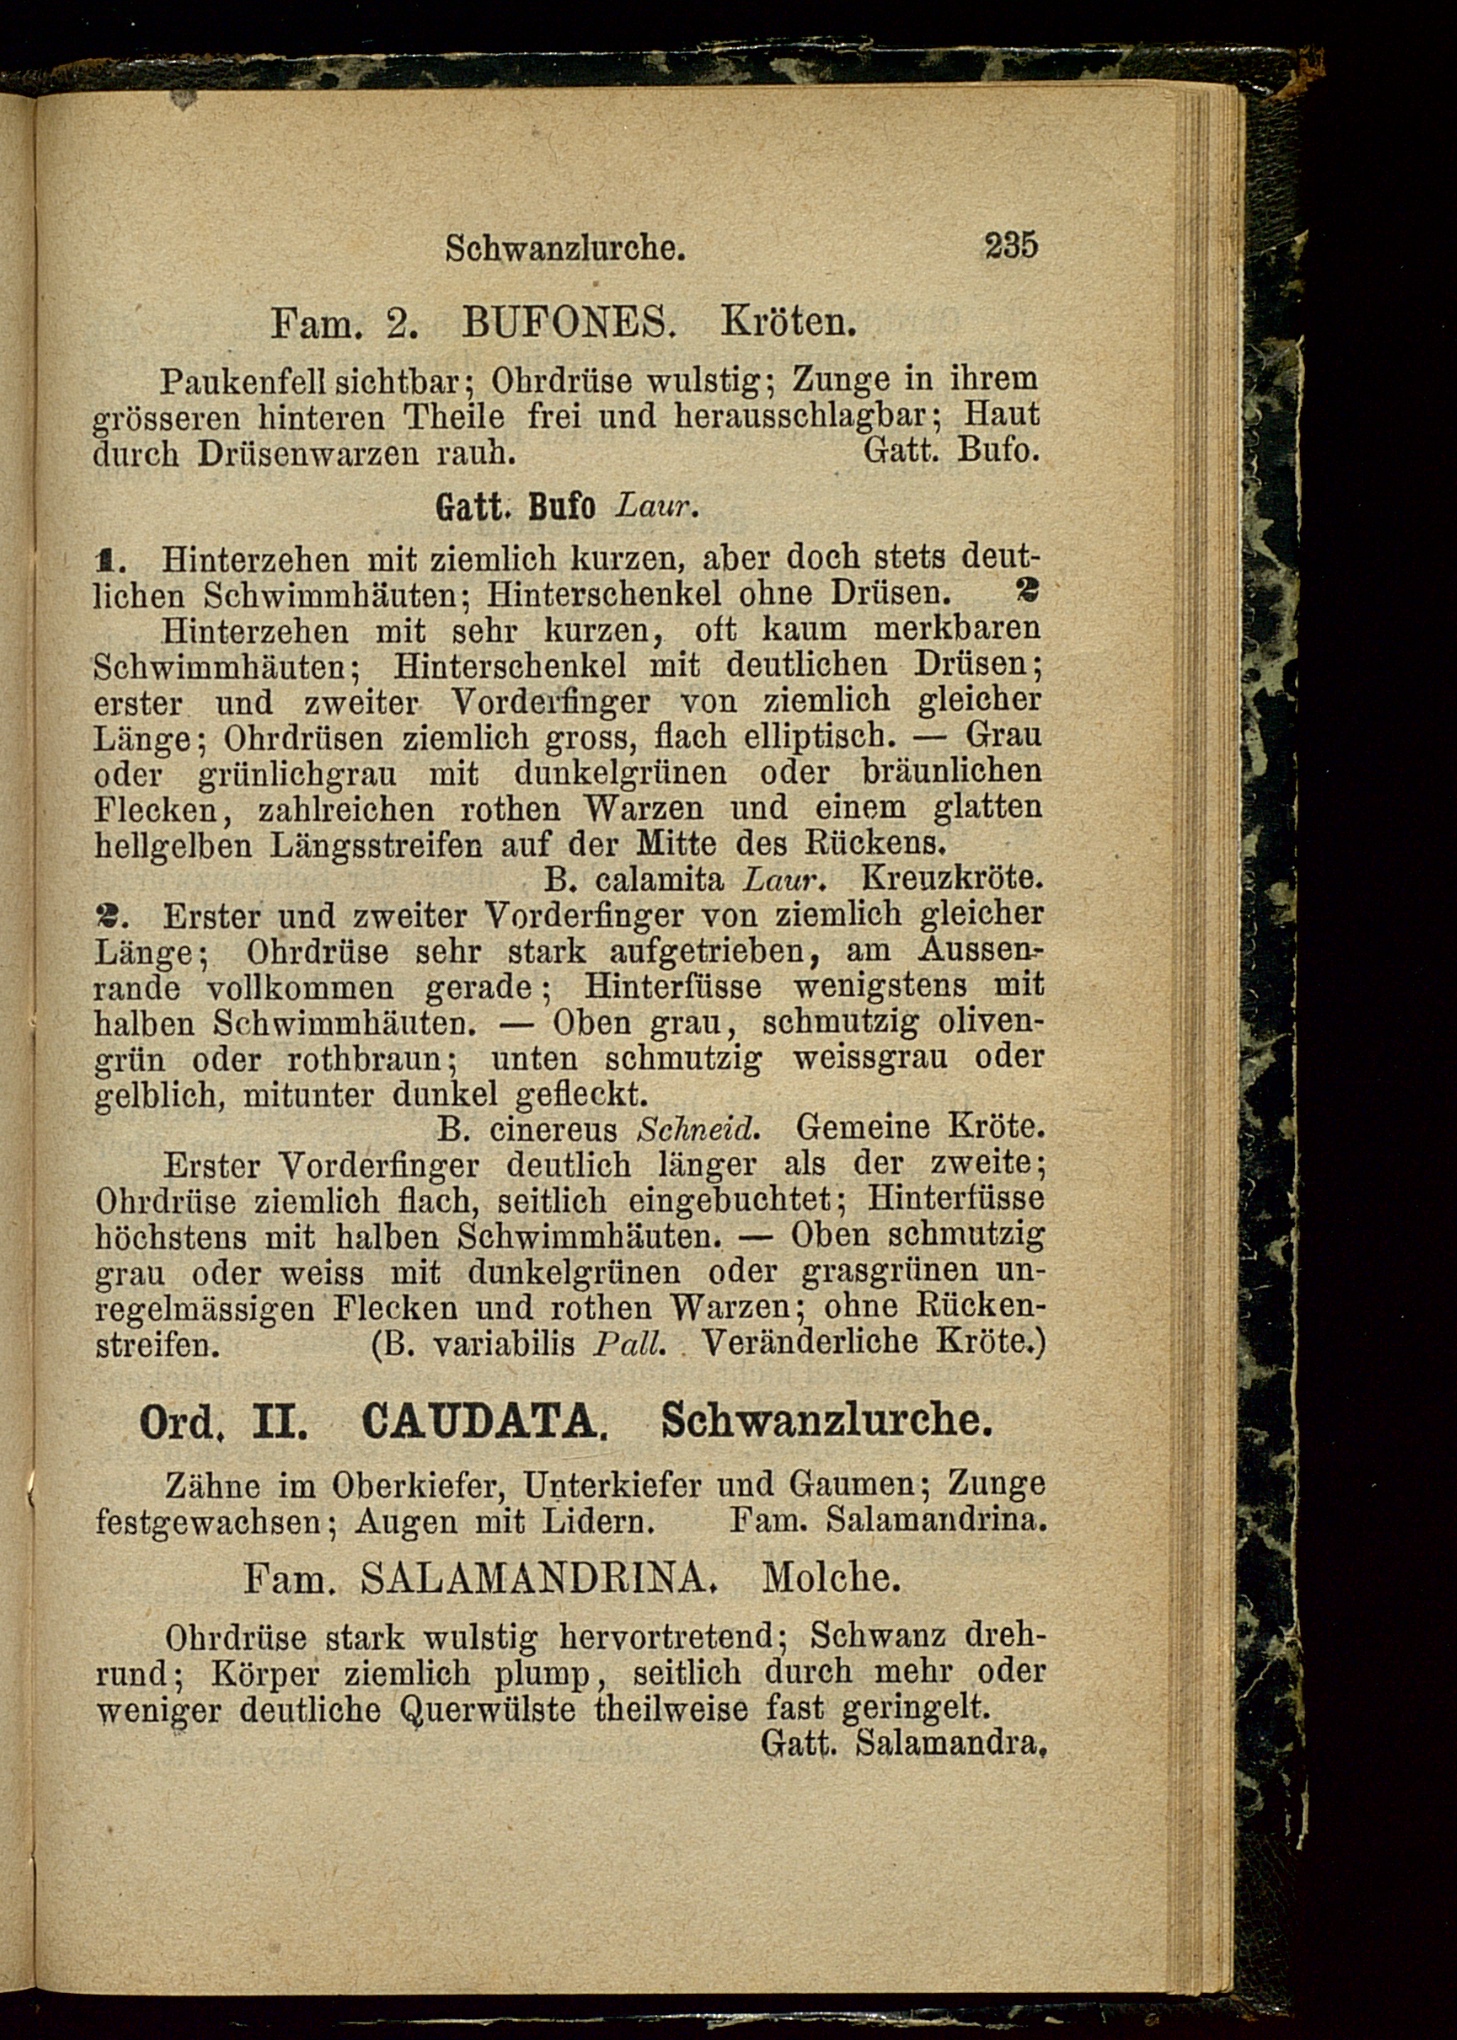 Schwanzlurche. 235
Fam. 2. BUFONES. Kröten.
Paukenfell sichtbar; Ohrdrüse wulstig; Zunge in ihrem
grösseren hinteren Theile frei und herausschlagbar; Haut
durch Drüsenwarzen rauh. Gatt. Bufo.
Gatt. Bufo Laur.
1. Hinterzehen mit ziemlich kurzen, aber doch stets deut-
lichen Schwimmhäuten; Hinterschenkel ohne Drüsen. 2
Hinterzehen mit sehr kurzen, oft kaum merkbaren
Schwimmhäuten; Hinterschenkel mit deutlichen Drüsen;
erster und zweiter Vorderfinger von ziemlich gleicher
Länge; Ohrdrüsen ziemlich gross, flach elliptisch. — Grau
oder grünlichgrau mit dunkelgrünen oder bräunlichen
Flecken, zahlreichen rothen Warzen und einem glatten
hellgelben Längsstreifen auf der Mitte des Rückens.
B. calamita Laur. Kreuzkröte.
2. Erster und zweiter Vorderfinger von ziemlich gleicher
Länge; Ohrdrüse sehr stark aufgetrieben, am Aussen-
rande vollkommen gerade; Hinterfüsse wenigstens mit
halben Schwimmhäuten. — Oben grau, schmutzig oliven-
grün oder rothbraun; unten schmutzig weissgrau oder
gelblich, mitunter dunkel gefleckt.
B. cinereus Schneid. Gemeine Kröte.
Erster Vorderfinger deutlich länger als der zweite;
Ohrdrüse ziemlich flach, seitlich eingebuchtet; Hinterfüsse
höchstens mit halben Schwimmhäuten. — Oben schmutzig
grau oder weiss mit dunkelgrünen oder grasgrünen un-
regelmässigen Flecken und rothen Warzen; ohne Rücken-
streifen. (B. variabilis Pall. Veränderliche Kröte.)
Ord. II. CAUDATA. Schwanzlurche.
Zähne im Oberkiefer, Unterkiefer und Gaumen; Zunge
festgewachsen; Augen mit Lidern. Fam. Salamandrina.
Fam. SALAMANDRINA. Molche.
Ohrdrüse stark wulstig hervortretend; Schwanz dreh-
rund; Körper ziemlich plump, seitlich durch mehr oder
weniger deutliche Querwülste theilweise fast geringelt.
Gatt. Salamandra.